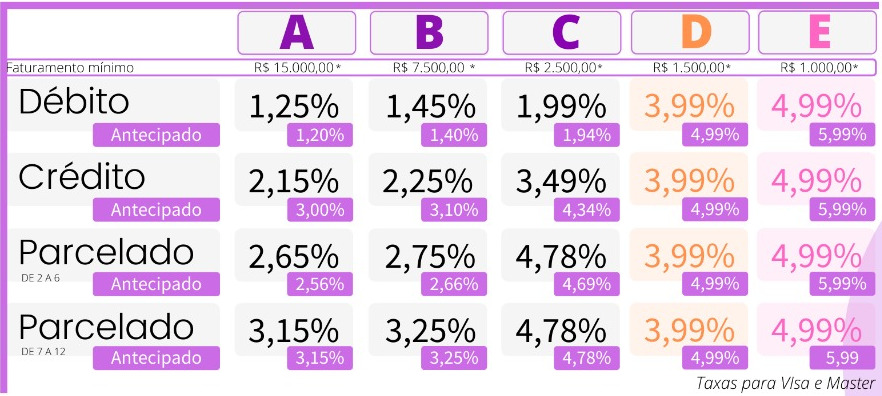 A B C D E
Faturamento mínimo R$ 15.000,00 * R$ 7.500,00 * R$ 2.500,00* R$ 1.500,00* R$ 1.000,00*
Débito 1,25% 1,45% 1,99% 3,99% 4,99%
Antecipado 1,20% 1,40% 1,94% 4,99% 5,99%
Crédito 2,15% 2,25% 3,49% 3,99% 4,99%
Antecipado 3,00% 3,10% 4,34% 4,99% 5,99%
Parcelado 2,65% 2,75% 4,78% 3,99% 4,99%
DE 2 A 6 Antecipado 2,56% 2,66% 4,69% 4,99% 5,99%
Parcelado 3,15% 3,25% 4,78% 3,99% 4,99%
DE 7 A 12 Antecipado 3,15% 3,25% 4,78% 4,99% 5,99
Taxas para VIsa e Master